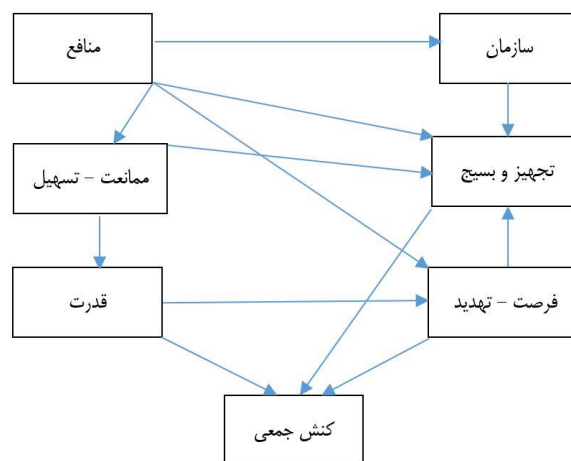 منافع
سازمان
ممانعت – تسهیل
تجهیز و بسیج
قدرت
فرصت – تهدید
کنش جمعی